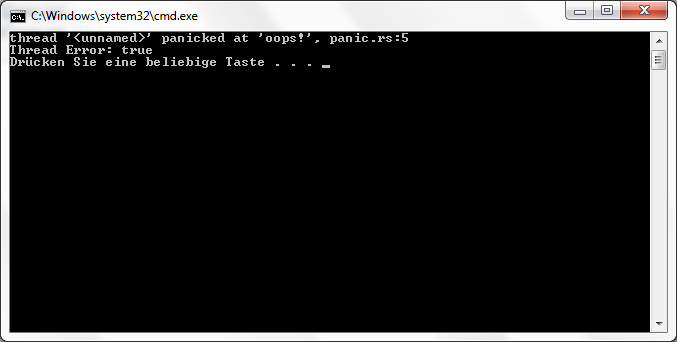 C:\Windows\system32\cmd.exe
thread '<unnamed>' panicked at 'oops!', panic.rs:5
Thread Error: true
Drücken Sie eine beliebige Taste . . . _